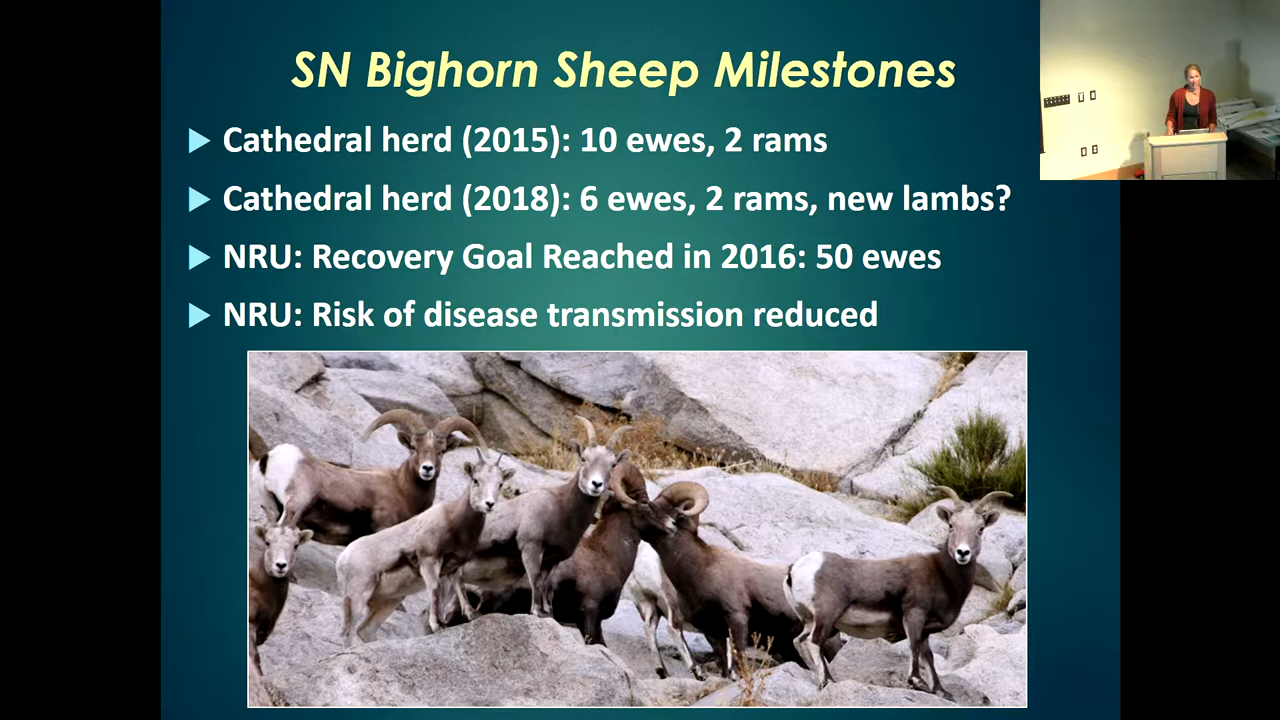 SN Bighorn Sheep Milestones
Cathedral herd (2015): 10 ewes, 2 rams
Cathedral herd (2018): 6 ewes, 2 rams, new lambs?
NRU: Recovery Goal Reached in 2016: 50 ewes
NRU: Risk of disease transmission reduced